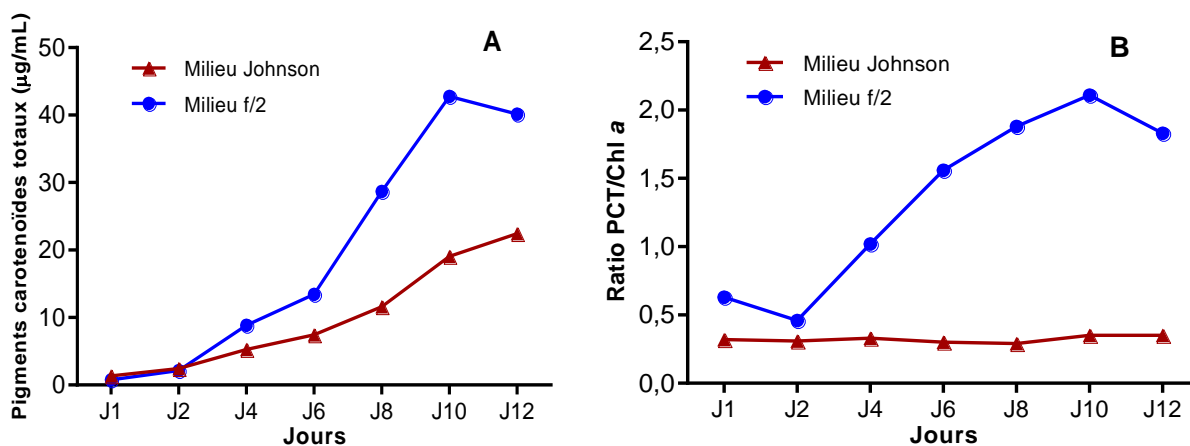 A
Pigments carotenoïdes totaux (µg/mL)
50
40
30
20
10
0
Milieu Johnson
Milieu f/2
J1 J2 J4 J6 J8 J10 J12
Jours
B
Ratio PCT/Chl a
2,5
2,0
1,5
1,0
0,5
0,0
Milieu Johnson
Milieu f/2
J1 J2 J4 J6 J8 J10 J12
Jours